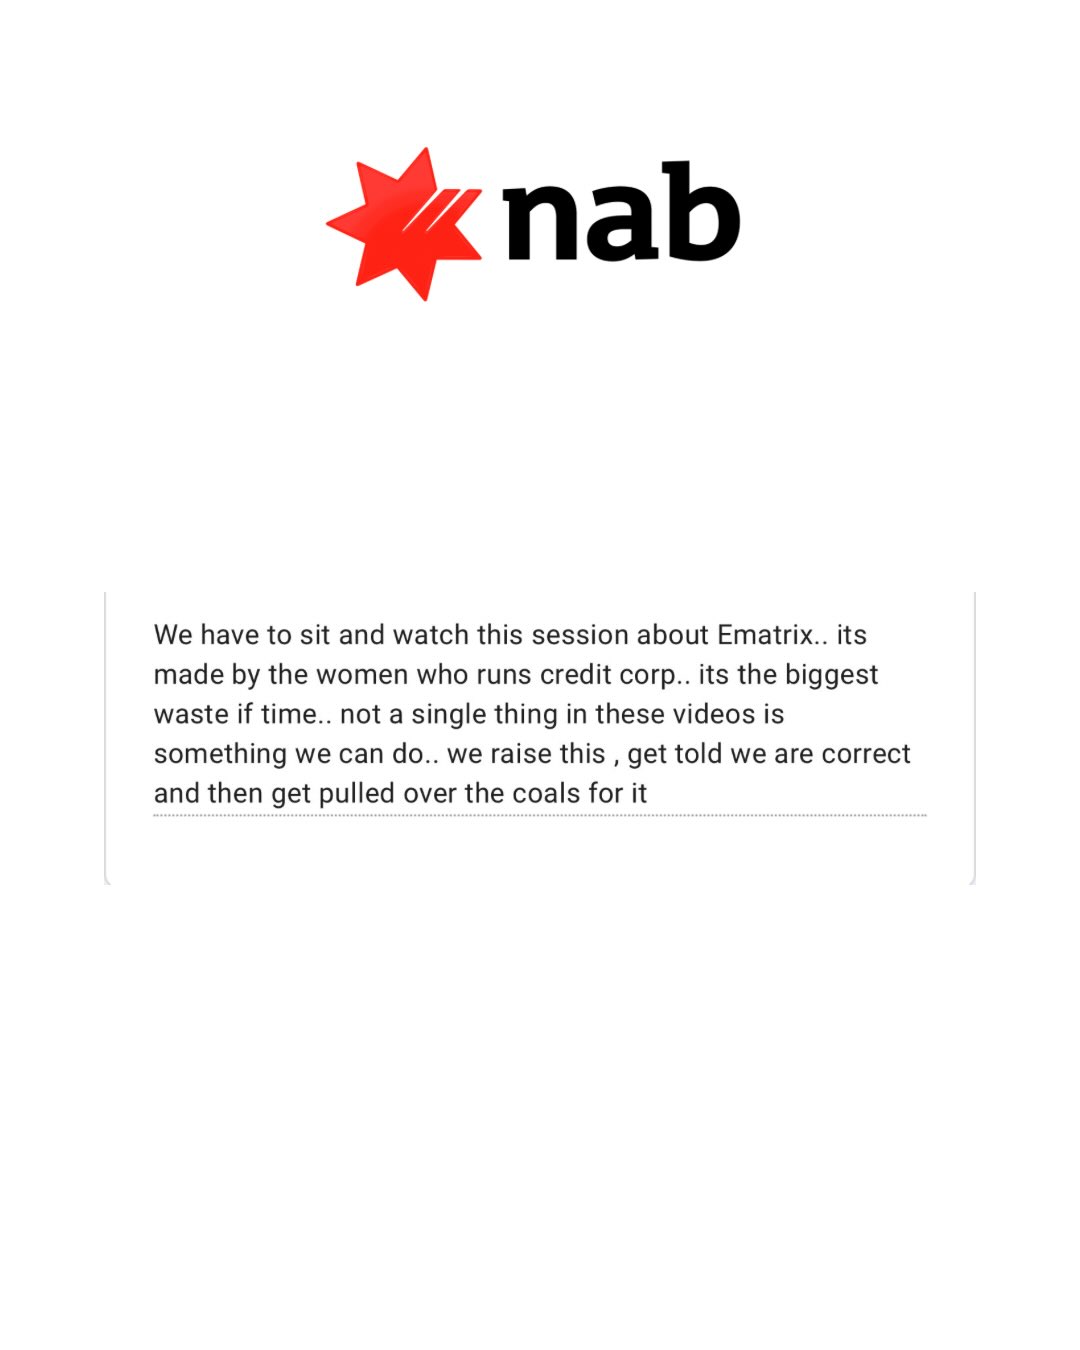 nab
We have to sit and watch this session about Ematrix.. its
made by the women who runs credit corp.. its the biggest
waste if time.. not a single thing in these videos is
something we can do.. we raise this , get told we are correct
and then get pulled over the coals for it